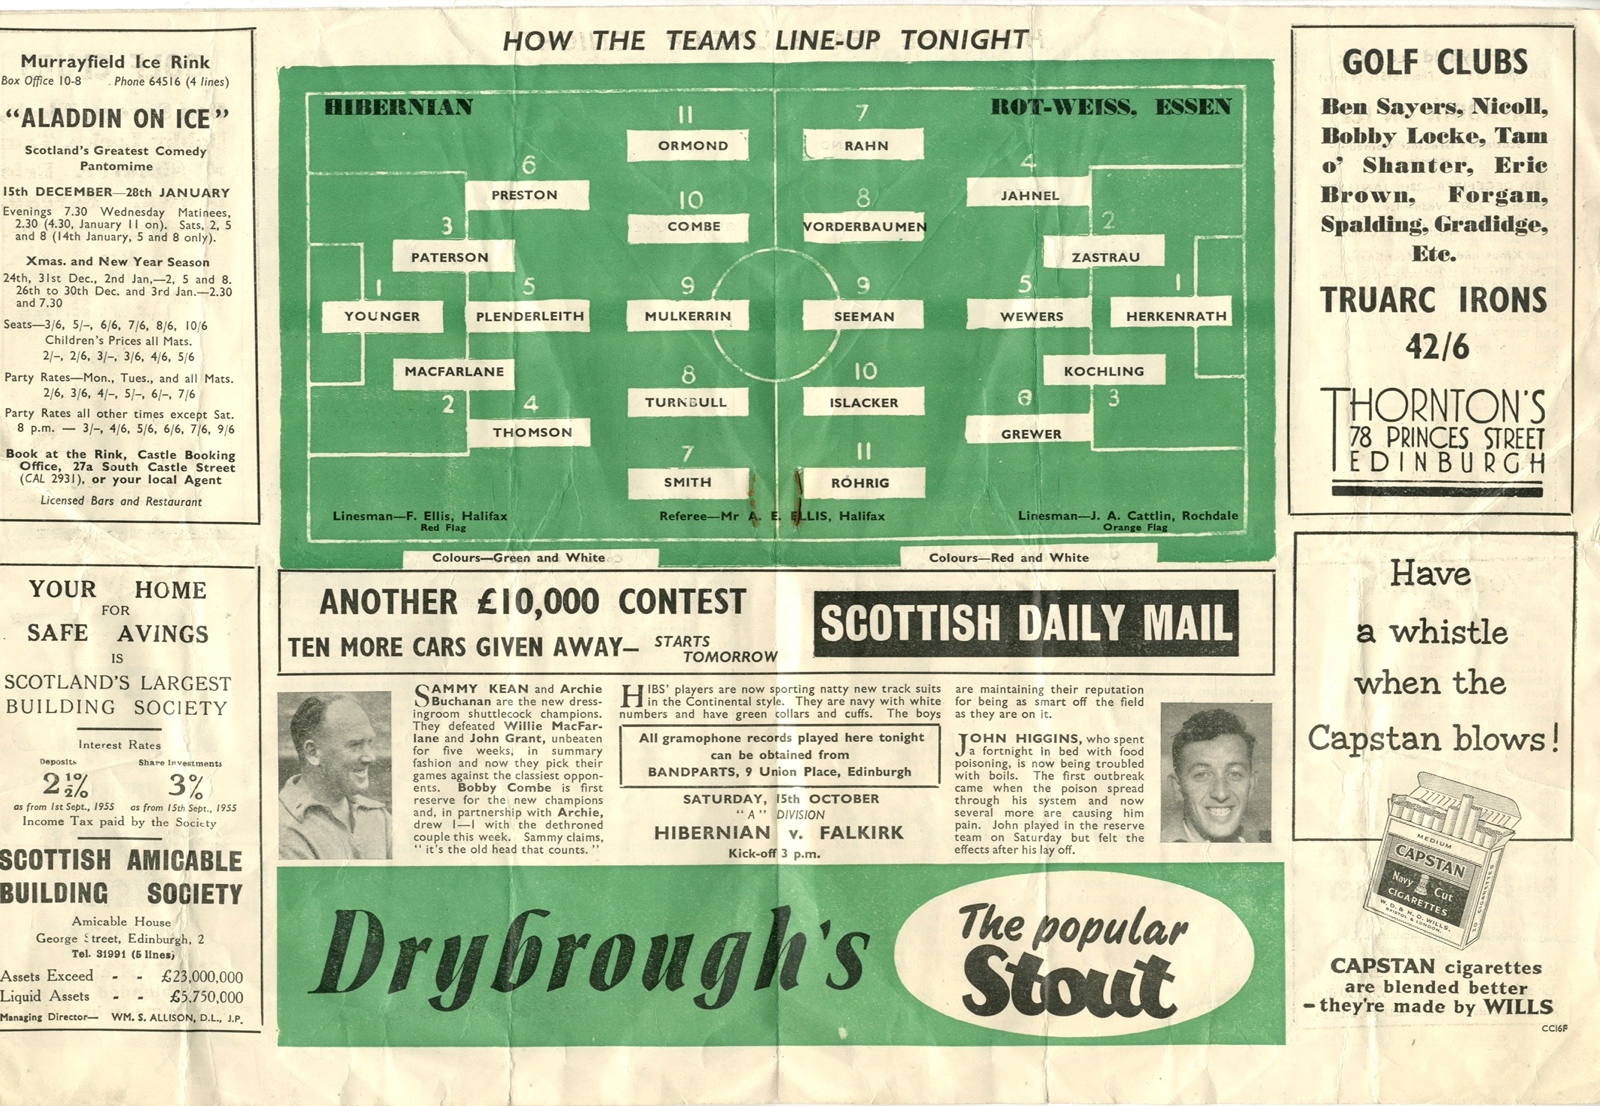 HOW THE TEAMS LINE-UP TONIGHT
Murrayfield Ice Rink
Box Office 10-8 Phone 64516 (4 lines)
"ALADDIN ON ICE"
Scotland's Greatest Comedy
Pantomime
15th DECEMBER—28th JANUARY
Evenings 7.30 Wednesday Matinees,
2.30 (4.30, January 11 on). Sats, 2, 5
and 8 (14th January, 5 and 8 only).
Xmas. and New Year Season
24th, 31st Dec., 2nd Jan,—2, 5 and 8.
26th to 30th Dec. and 3rd Jan.—2.30
and 7.30
Seats—3/6, 5/-, 6/6, 7/6, 8/6, 10/6
Children's Prices all Mats.
2/-, 2/6, 3/-, 3/6, 4/6, 5/6
Party Rates—Mon., Tues., and all Mats.
2/6, 3/6, 4/-, 5/-, 6/-, 7/6
Party Rates all other times except Sat.
8 p.m. — 3/-, 4/6, 5/6, 6/6, 7/6, 9/6
Book at the Rink, Castle Booking
Office, 27a South Castle Street
(CAL 2931), or your local Agent
Licensed Bars and Restaurant
YOUR HOME
FOR
SAFE AVINGS
IS
SCOTLAND'S LARGEST
BUILDING SOCIETY
Interest Rates
Deposits Share Investments
2½% 3%
as from 1st Sept., 1955 as from 15th Sept., 1955
Income Tax paid by the Society
SCOTTISH AMICABLE
BUILDING SOCIETY
Amicable House
George Street, Edinburgh, 2
Tel. 31991 (5 lines)
Assets Exceed - - £23,000,000
Liquid Assets - - £5,750,000
Managing Director— WM. S. ALLISON, D.L., J.P.
HIBERNIAN ROT-WEISS, ESSEN
11 7
ORMOND RAHN
6 4
PRESTON JAHNEL
10 8
COMBE VORDERBAUMEN
3 2
PATERSON ZASTRAU
1 5 9 9 5 1
YOUNGER PLENDERLEITH MULKERRIN SEEMAN WEWERS HERKENRATH
MACFARLANE KOCHLING
8 10
TURNBULL ISLACKER
2 4 6 3
THOMSON GREWER
7 11
SMITH RÖHRIG
Linesman—F. Ellis, Halifax Referee—Mr A. E. ELLIS, Halifax Linesman—J. A. Cattlin, Rochdale
Red Flag Orange Flag
Colours—Green and White Colours—Red and White
ANOTHER £10,000 CONTEST
TEN MORE CARS GIVEN AWAY— STARTS
TOMORROW
SCOTTISH DAILY MAIL
SAMMY KEAN and Archie
Buchanan are the new dress-
ingroom shuttlecock champions.
They defeated Willie MacFar-
lane and John Grant, unbeaten
for five weeks, in summary
fashion and now they pick their
games against the classiest oppon-
ents. Bobby Combe is first
reserve for the new champions
and, in partnership with Archie,
drew 1—1 with the dethroned
couple this week. Sammy claims,
"it's the old head that counts."
HIBS' players are now sporting natty new track suits
in the Continental style. They are navy with white
numbers and have green collars and cuffs. The boys
are maintaining their reputation
for being as smart off the field
as they are on it.
All gramophone records played here tonight
can be obtained from
BANDPARTS, 9 Union Place, Edinburgh
SATURDAY, 15th OCTOBER
"A" DIVISION
HIBERNIAN v. FALKIRK
Kick-off 3 p.m.
JOHN HIGGINS, who spent
a fortnight in bed with food
poisoning, is now being troubled
with boils. The first outbreak
came when the poison spread
through his system and now
several more are causing him
pain. John played in the reserve
team on Saturday but felt the
effects after his lay off.
Drybrough's
The popular
Stout
GOLF CLUBS
Ben Sayers, Nicoll,
Bobby Locke, Tam
o' Shanter, Eric
Brown, Forgan,
Spalding, Gradidge,
Etc.
TRUARC IRONS
42/6
THORNTON'S
78 PRINCES STREET
EDINBURGH
Have
a whistle
when the
Capstan blows!
MEDIUM
CAPSTAN
Navy Cut
CIGARETTES
W.D. & H.O. WILLS,
BRISTOL & LONDON.
CIGARETTES
CAPSTAN cigarettes
are blended better
—they're made by WILLS
CC16F